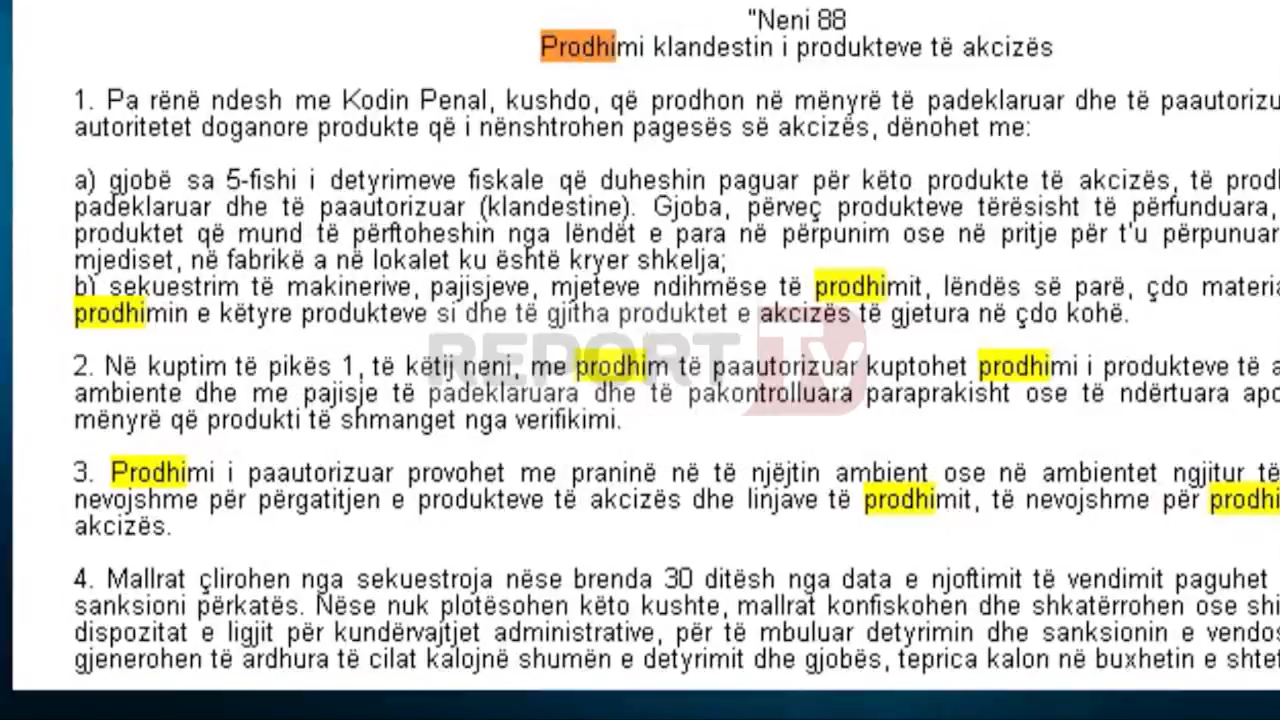 "Neni 88
Prodhimi klandestin i produkteve të akcizës
1. Pa rënë ndesh me Kodin Penal, kushdo, që prodhon në mënyrë të padeklaruar dhe të
autoritetet doganore produkte që i nënshtrohen pagesës së akcizës, dënohet me:
a) gjobë sa 5-fishi i detyrimeve fiskale që duheshin paguar për këto produkte të akcizës, të
padeklaruar dhe të paautorizuar (klandestine). Gjoba, përveç produkteve tërësisht të përfunduara,
produktet që mund të përftoheshin nga lëndët e para në përpunim ose në pritje për t'u
mjediset, në fabrikë a në lokalet ku është kryer shkelja;
b) sekuestrim të makinerive, pajisjeve, mjeteve ndihmëse të prodhimit, lëndës së parë, çdo
prodhimin e këtyre produkteve si dhe të gjitha produktet e akcizës të gjetura në çdo kohë.
2. Në kuptim të pikës 1, të këtij neni, me prodhim të paautorizuar kuptohet prodhimi i produkteve të
ambiente dhe me pajisje të padeklaruara dhe të pakontrolluara paraprakisht ose të ndërtuara
mënyrë që produkti të shmanget nga verifikimi.
3. Prodhimi i paautorizuar provohet me praninë në të njëjtin ambient ose në ambientet ngjitur të
nevojshme për përgatitjen e produkteve të akcizës dhe linjave të prodhimit, të nevojshme për
akcizës.
4. Mallrat çlirohen nga sekuestroja nëse brenda 30 ditësh nga data e njoftimit të vendimit paguhet
sanksioni përkatës. Nëse nuk plotësohen këto kushte, mallrat konfiskohen dhe shkatërrohen ose
dispozitat e ligjit për kundërvajtjet administrative, për të mbuluar detyrimin dhe sanksionin e
gjenerohen të ardhura të cilat kalojnë shumën e detyrimit dhe gjobës, teprica kalon në buxhetin e
REPORT TV